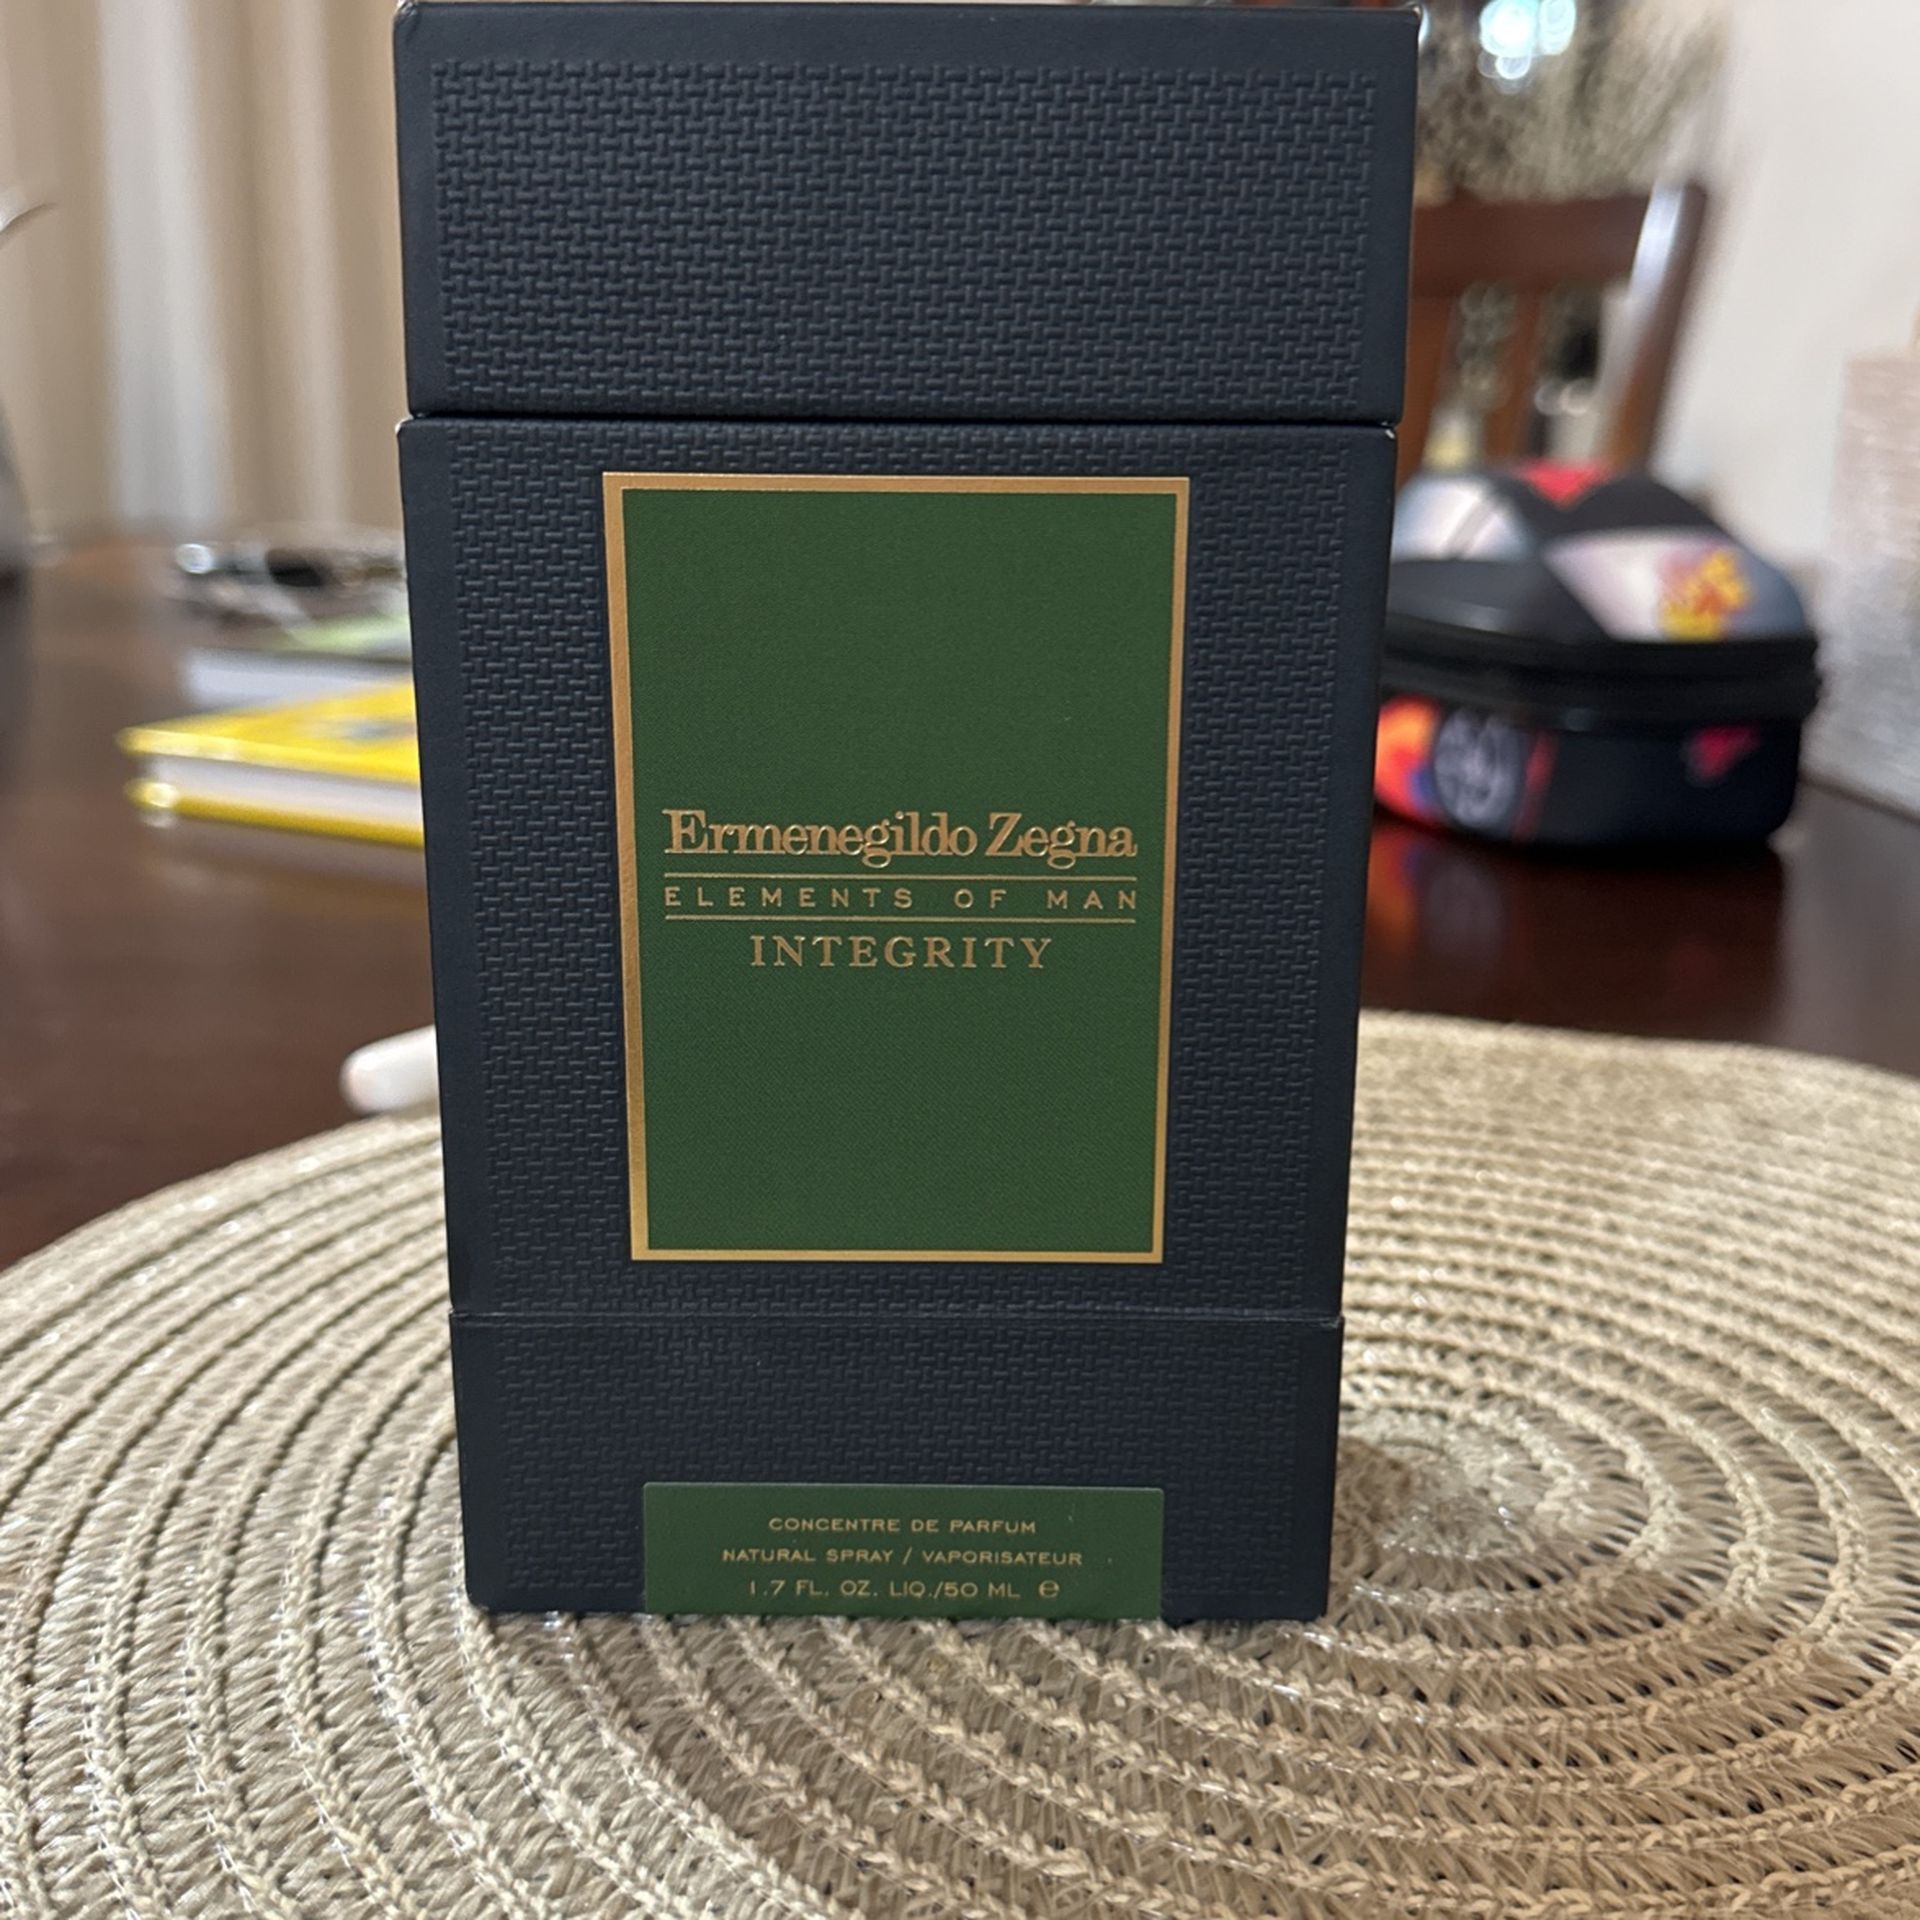 Ermenegildo Zegna
ELEMENTS OF MAN
INTEGRITY
CONCENTRE DE PARFUM
NATURAL SPRAY / VAPORISATEUR
1.7 FL. OZ. LIQ./50 ML ℮